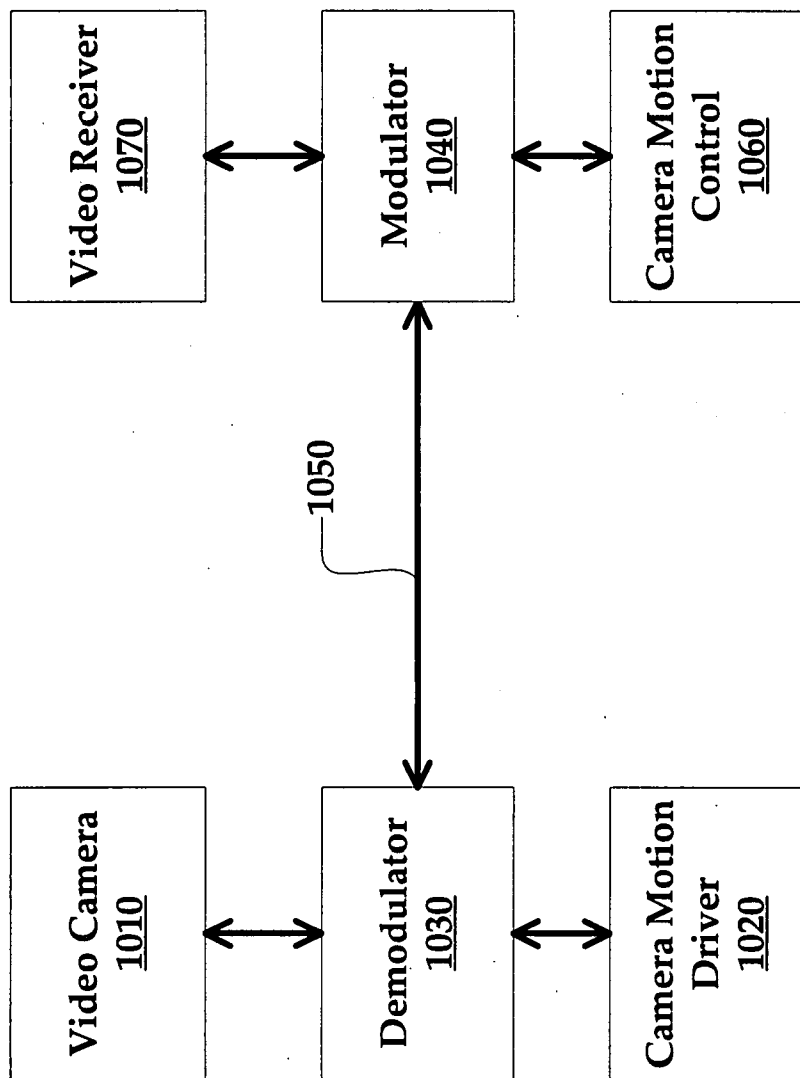 Video Camera
1010
Video Receiver
1070
1050
Demodulator
1030
Modulator
1040
Camera Motion
Driver
1020
Camera Motion
Control
1060